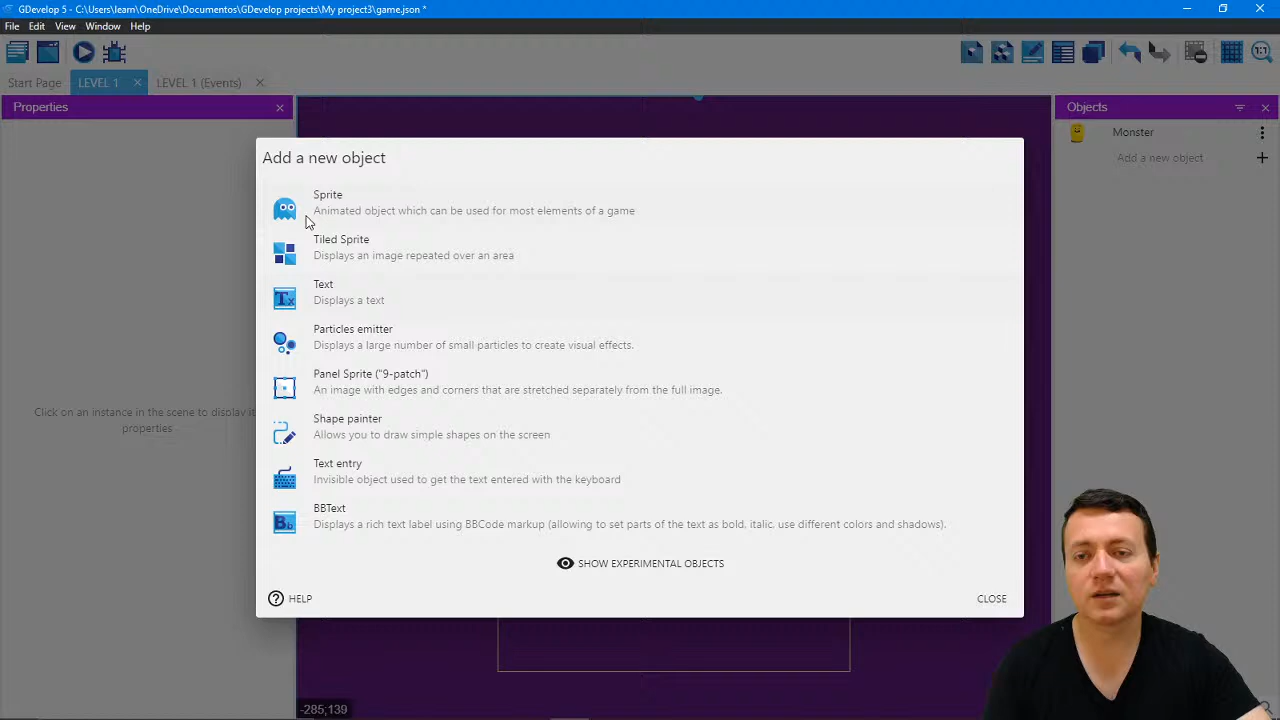 GDevelop 5 - C:\Users\learn\OneDrive\Documentos\GDevelop projects\My project3\game.json *
File Edit View Window Help
Start Page LEVEL 1 × LEVEL 1 (Events) ×
Properties
Objects
Monster
Add a new object
Click on an instance in the scene to display it
properties
Add a new object
Sprite
Animated object which can be used for most elements of a game
Tiled Sprite
Displays an image repeated over an area
Text
Displays a text
Particles emitter
Displays a large number of small particles to create visual effects.
Panel Sprite ("9-patch")
An image with edges and corners that are stretched separately from the full image.
Shape painter
Allows you to draw simple shapes on the screen
Text entry
Invisible object used to get the text entered with the keyboard
BBText
Displays a rich text label using BBCode markup (allowing to set parts of the text as bold, italic, use different colors and shadows).
SHOW EXPERIMENTAL OBJECTS
HELP
CLOSE
-285;139
1:1
Tx
Bb